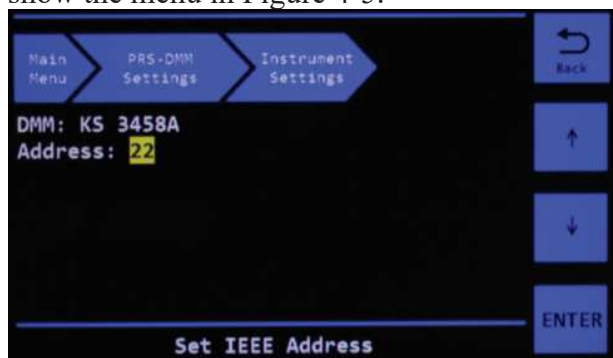 show the menu in Figure 4-5.
Main
Menu
PRS-DMM
Settings
Instrument
Settings
Back
DMM: KS 3458A
Address: 22
↑
↓
ENTER
Set IEEE Address